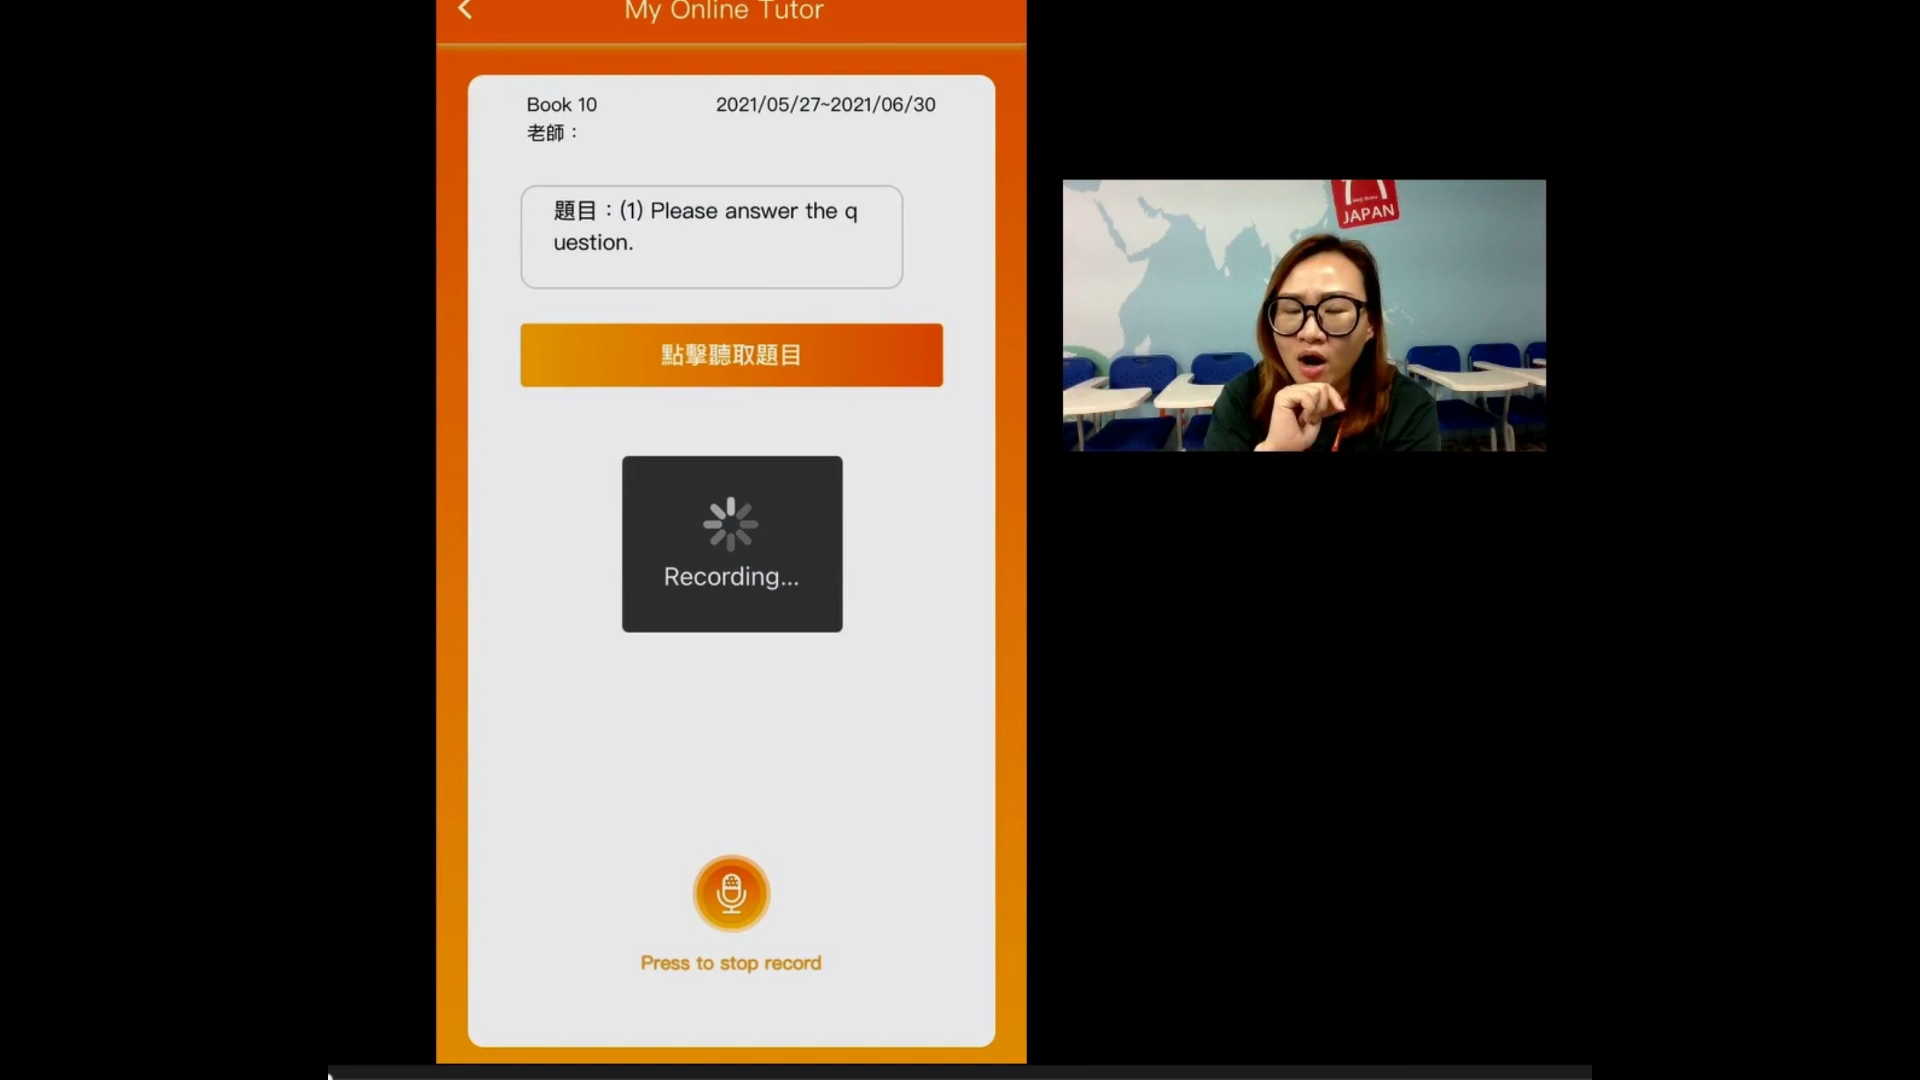 My Online Tutor
Book 10
2021/05/27~2021/06/30
老師：
題目：(1) Please answer the q
uestion.
點擊聽取題目
Recording...
Press to stop record
JAPAN